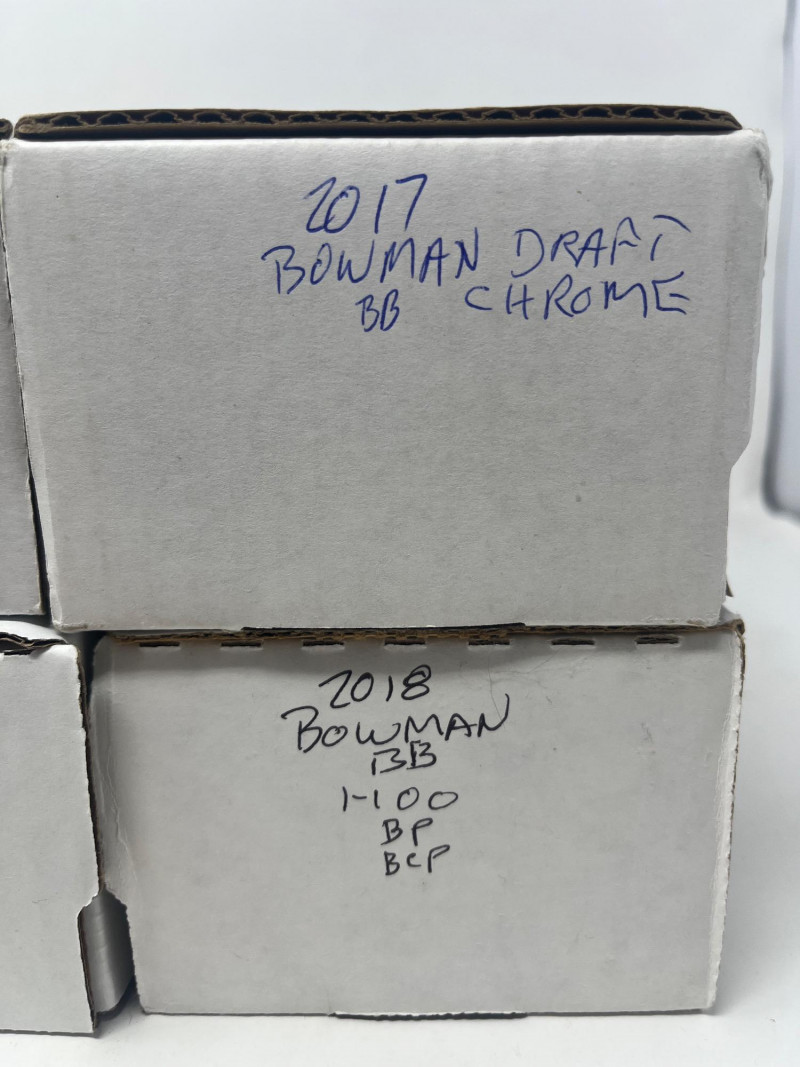 2017
BOWMAN DRAFT
BB CHROME
2018
BOWMAN
BB
1-100
BP
BCP